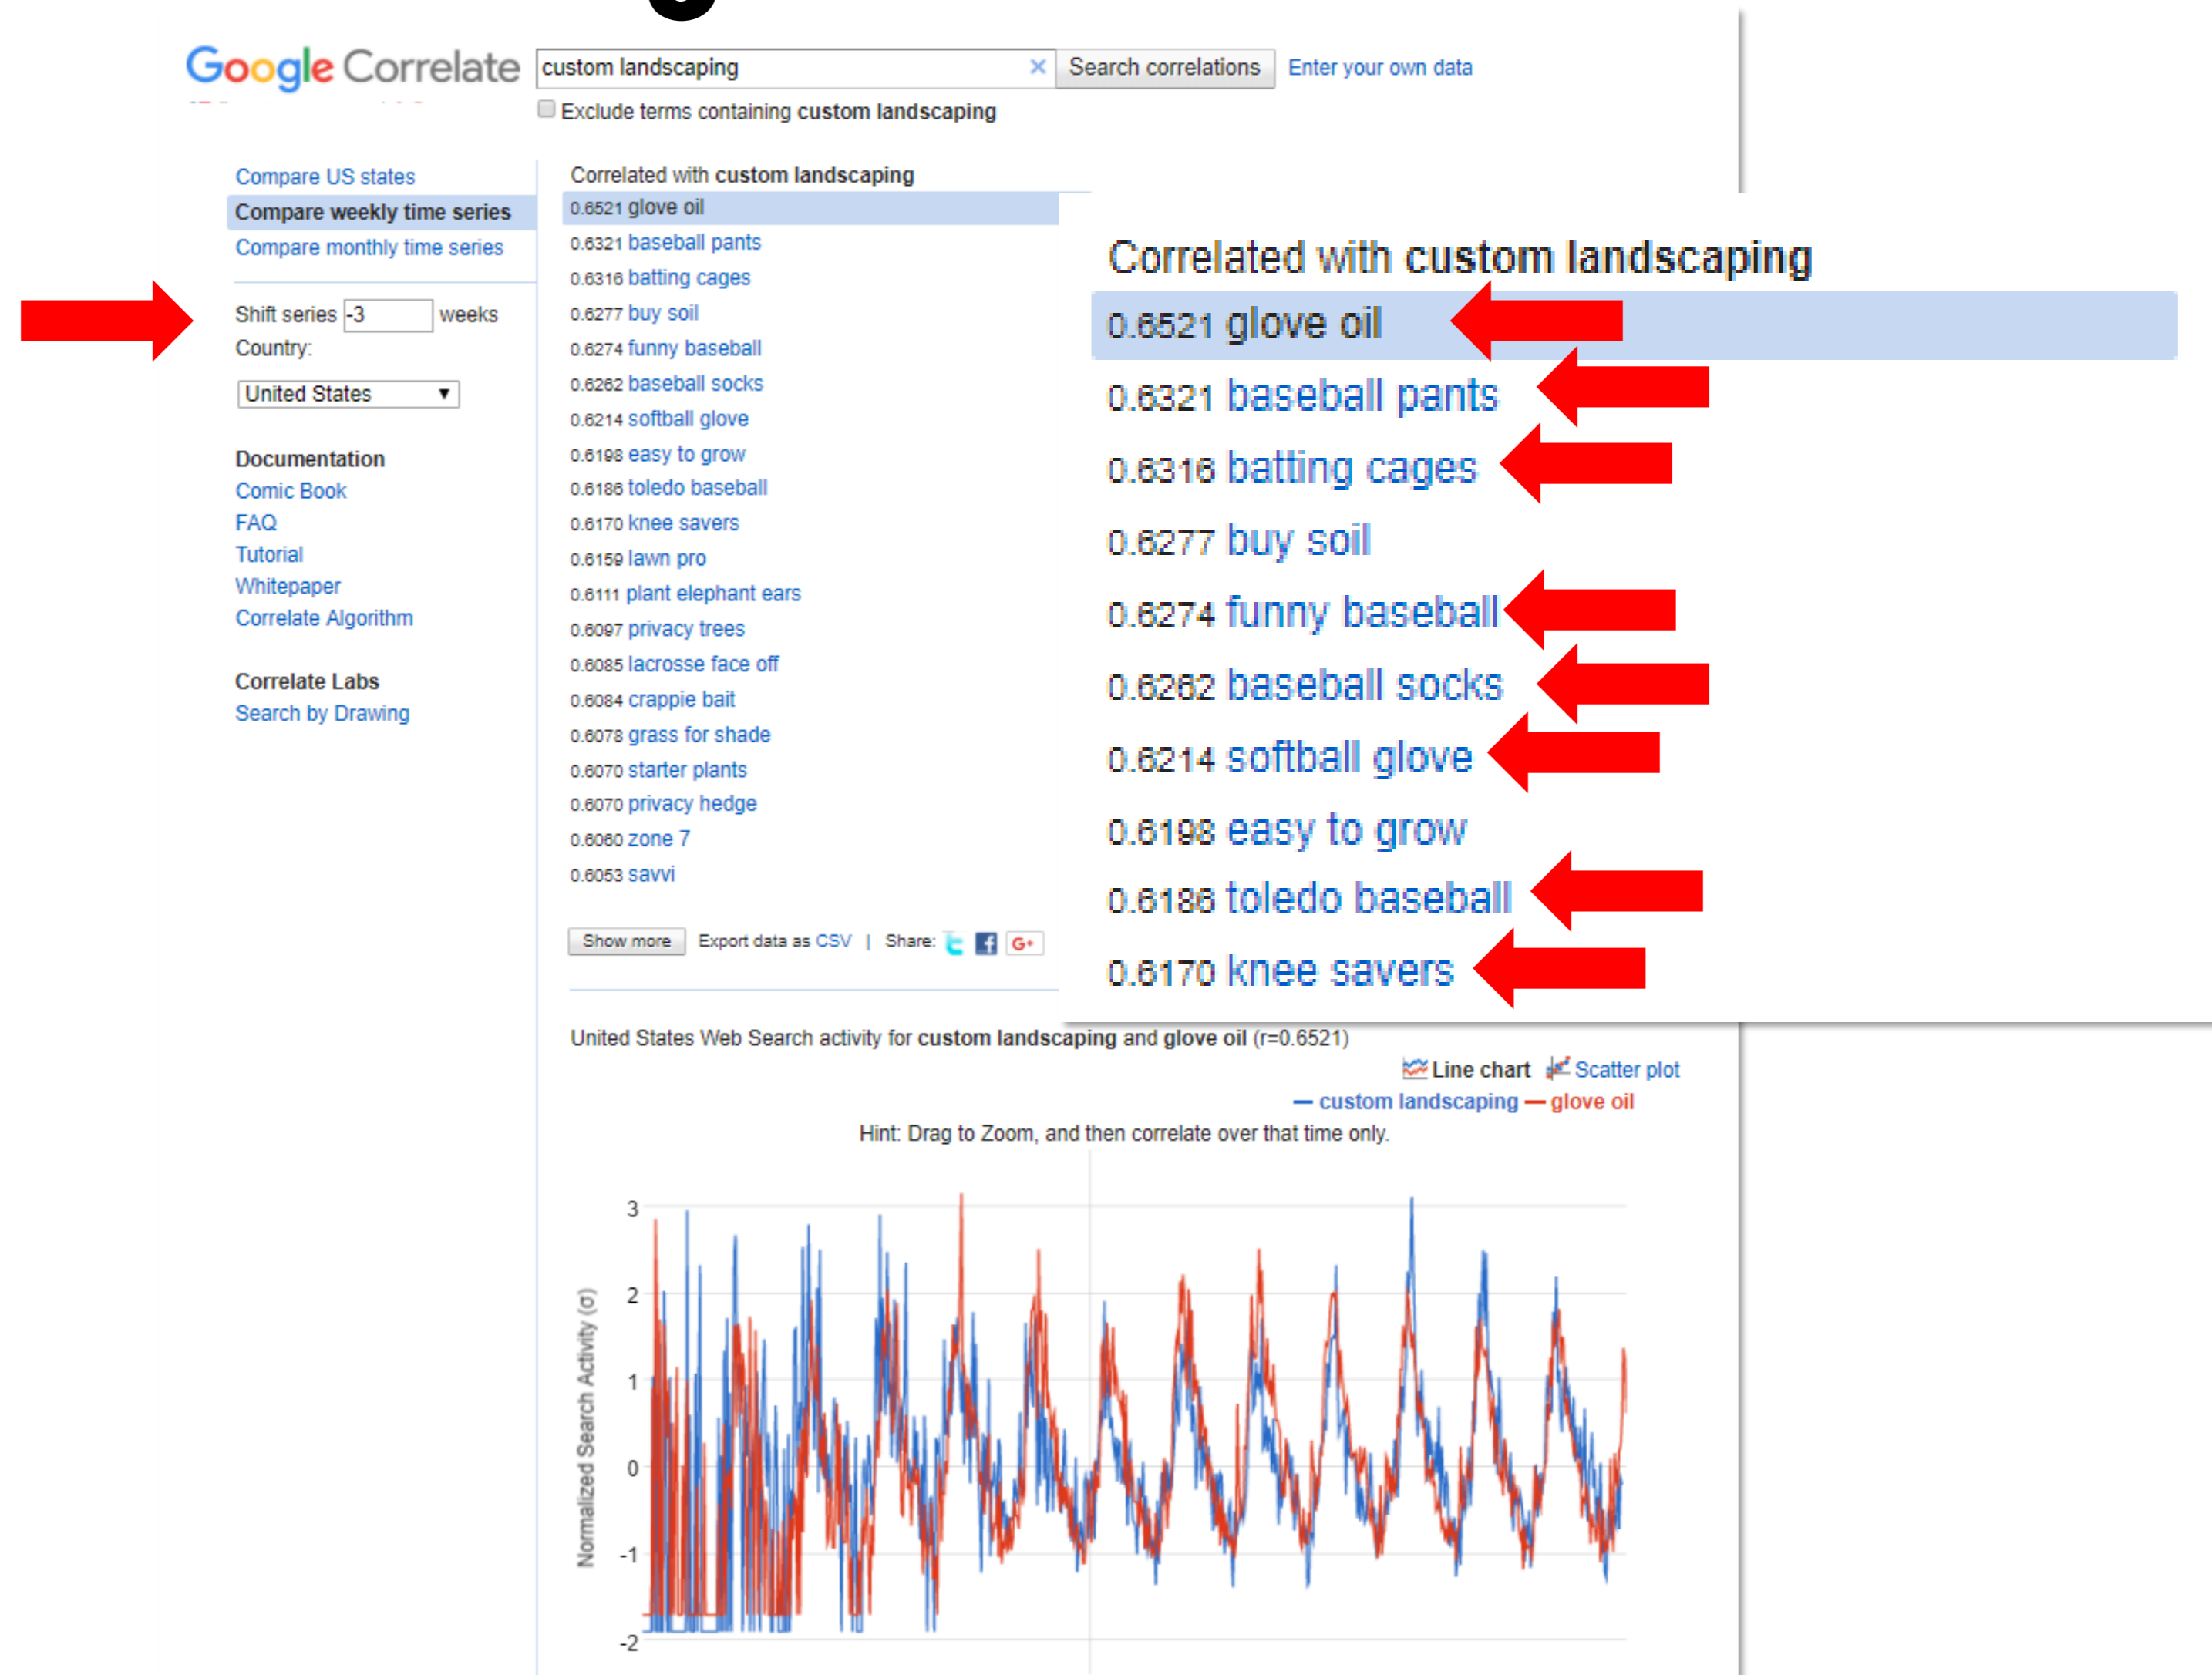 Google Correlate
custom landscaping × Search correlations Enter your own data
Exclude terms containing custom landscaping
Compare US states
Compare weekly time series
Compare monthly time series
Shift series -3 weeks
Country:
United States
Documentation
Comic Book
FAQ
Tutorial
Whitepaper
Correlate Algorithm
Correlate Labs
Search by Drawing
Correlated with custom landscaping
0.6521 glove oil
0.6321 baseball pants
0.6316 batting cages
0.6277 buy soil
0.6274 funny baseball
0.6262 baseball socks
0.6214 softball glove
0.6198 easy to grow
0.6186 toledo baseball
0.6170 knee savers
0.6159 lawn pro
0.6111 plant elephant ears
0.6097 privacy trees
0.6085 lacrosse face off
0.6084 crappie bait
0.6078 grass for shade
0.6070 starter plants
0.6070 privacy hedge
0.6060 zone 7
0.6053 savvi
Show more Export data as CSV | Share: G+
Correlated with custom landscaping
0.6521 glove oil
0.6321 baseball pants
0.6316 batting cages
0.6277 buy soil
0.6274 funny baseball
0.6262 baseball socks
0.6214 softball glove
0.6198 easy to grow
0.6186 toledo baseball
0.6170 knee savers
United States Web Search activity for custom landscaping and glove oil (r=0.6521)
Line chart Scatter plot
custom landscaping glove oil
Hint: Drag to Zoom, and then correlate over that time only.
Normalized Search Activity (σ)
3
2
1
0
-1
-2